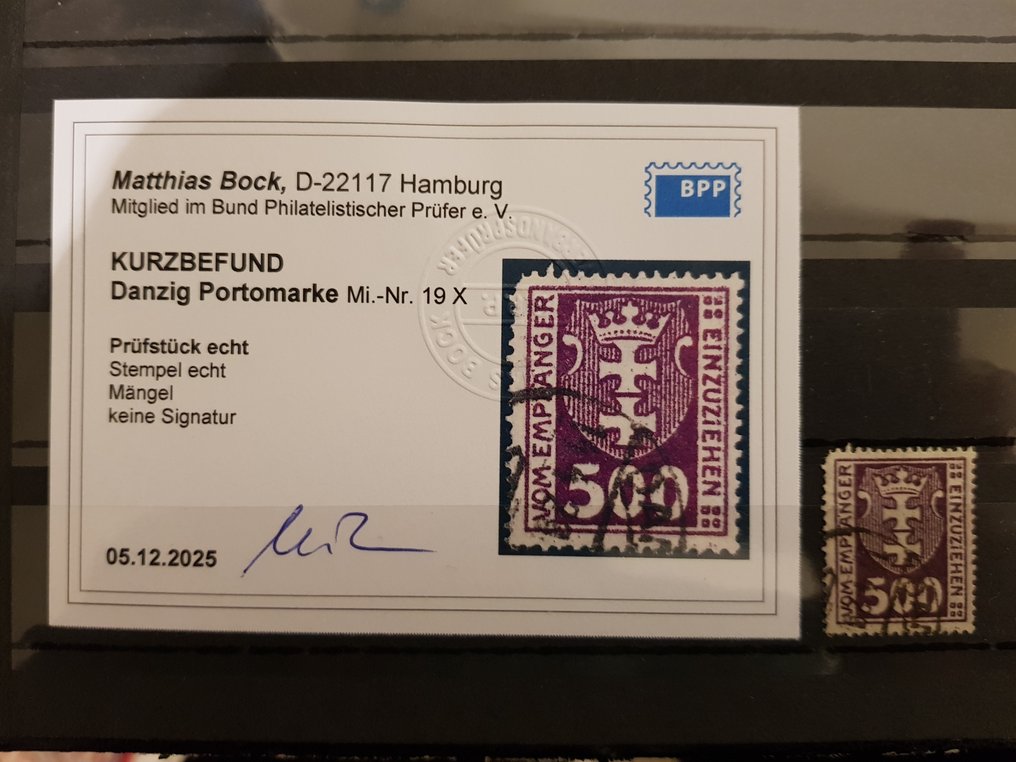 Matthias Bock, D-22117 Hamburg
Mitglied im Bund Philatelistischer Prüfer e. V.
BPP
KURZBEFUND
Danzig Portomarke Mi.-Nr. 19 X
Prüfstück echt
Stempel echt
Mängel
keine Signatur
05.12.2025
VOM EMPFÄNGER
EINZUZIEHEN
500
VOM EMPFÄNGER
EINZUZIEHEN
500